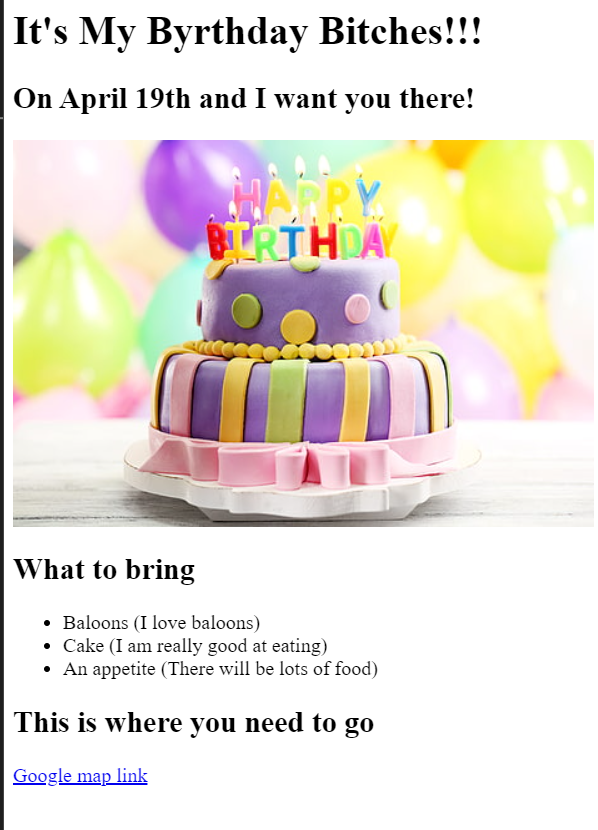 It's My Byrthday Bitches!!!
On April 19th and I want you there!
HAPPY
BIRTHDAY
What to bring
Baloons (I love baloons)
Cake (I am really good at eating)
An appetite (There will be lots of food)
This is where you need to go
Google map link